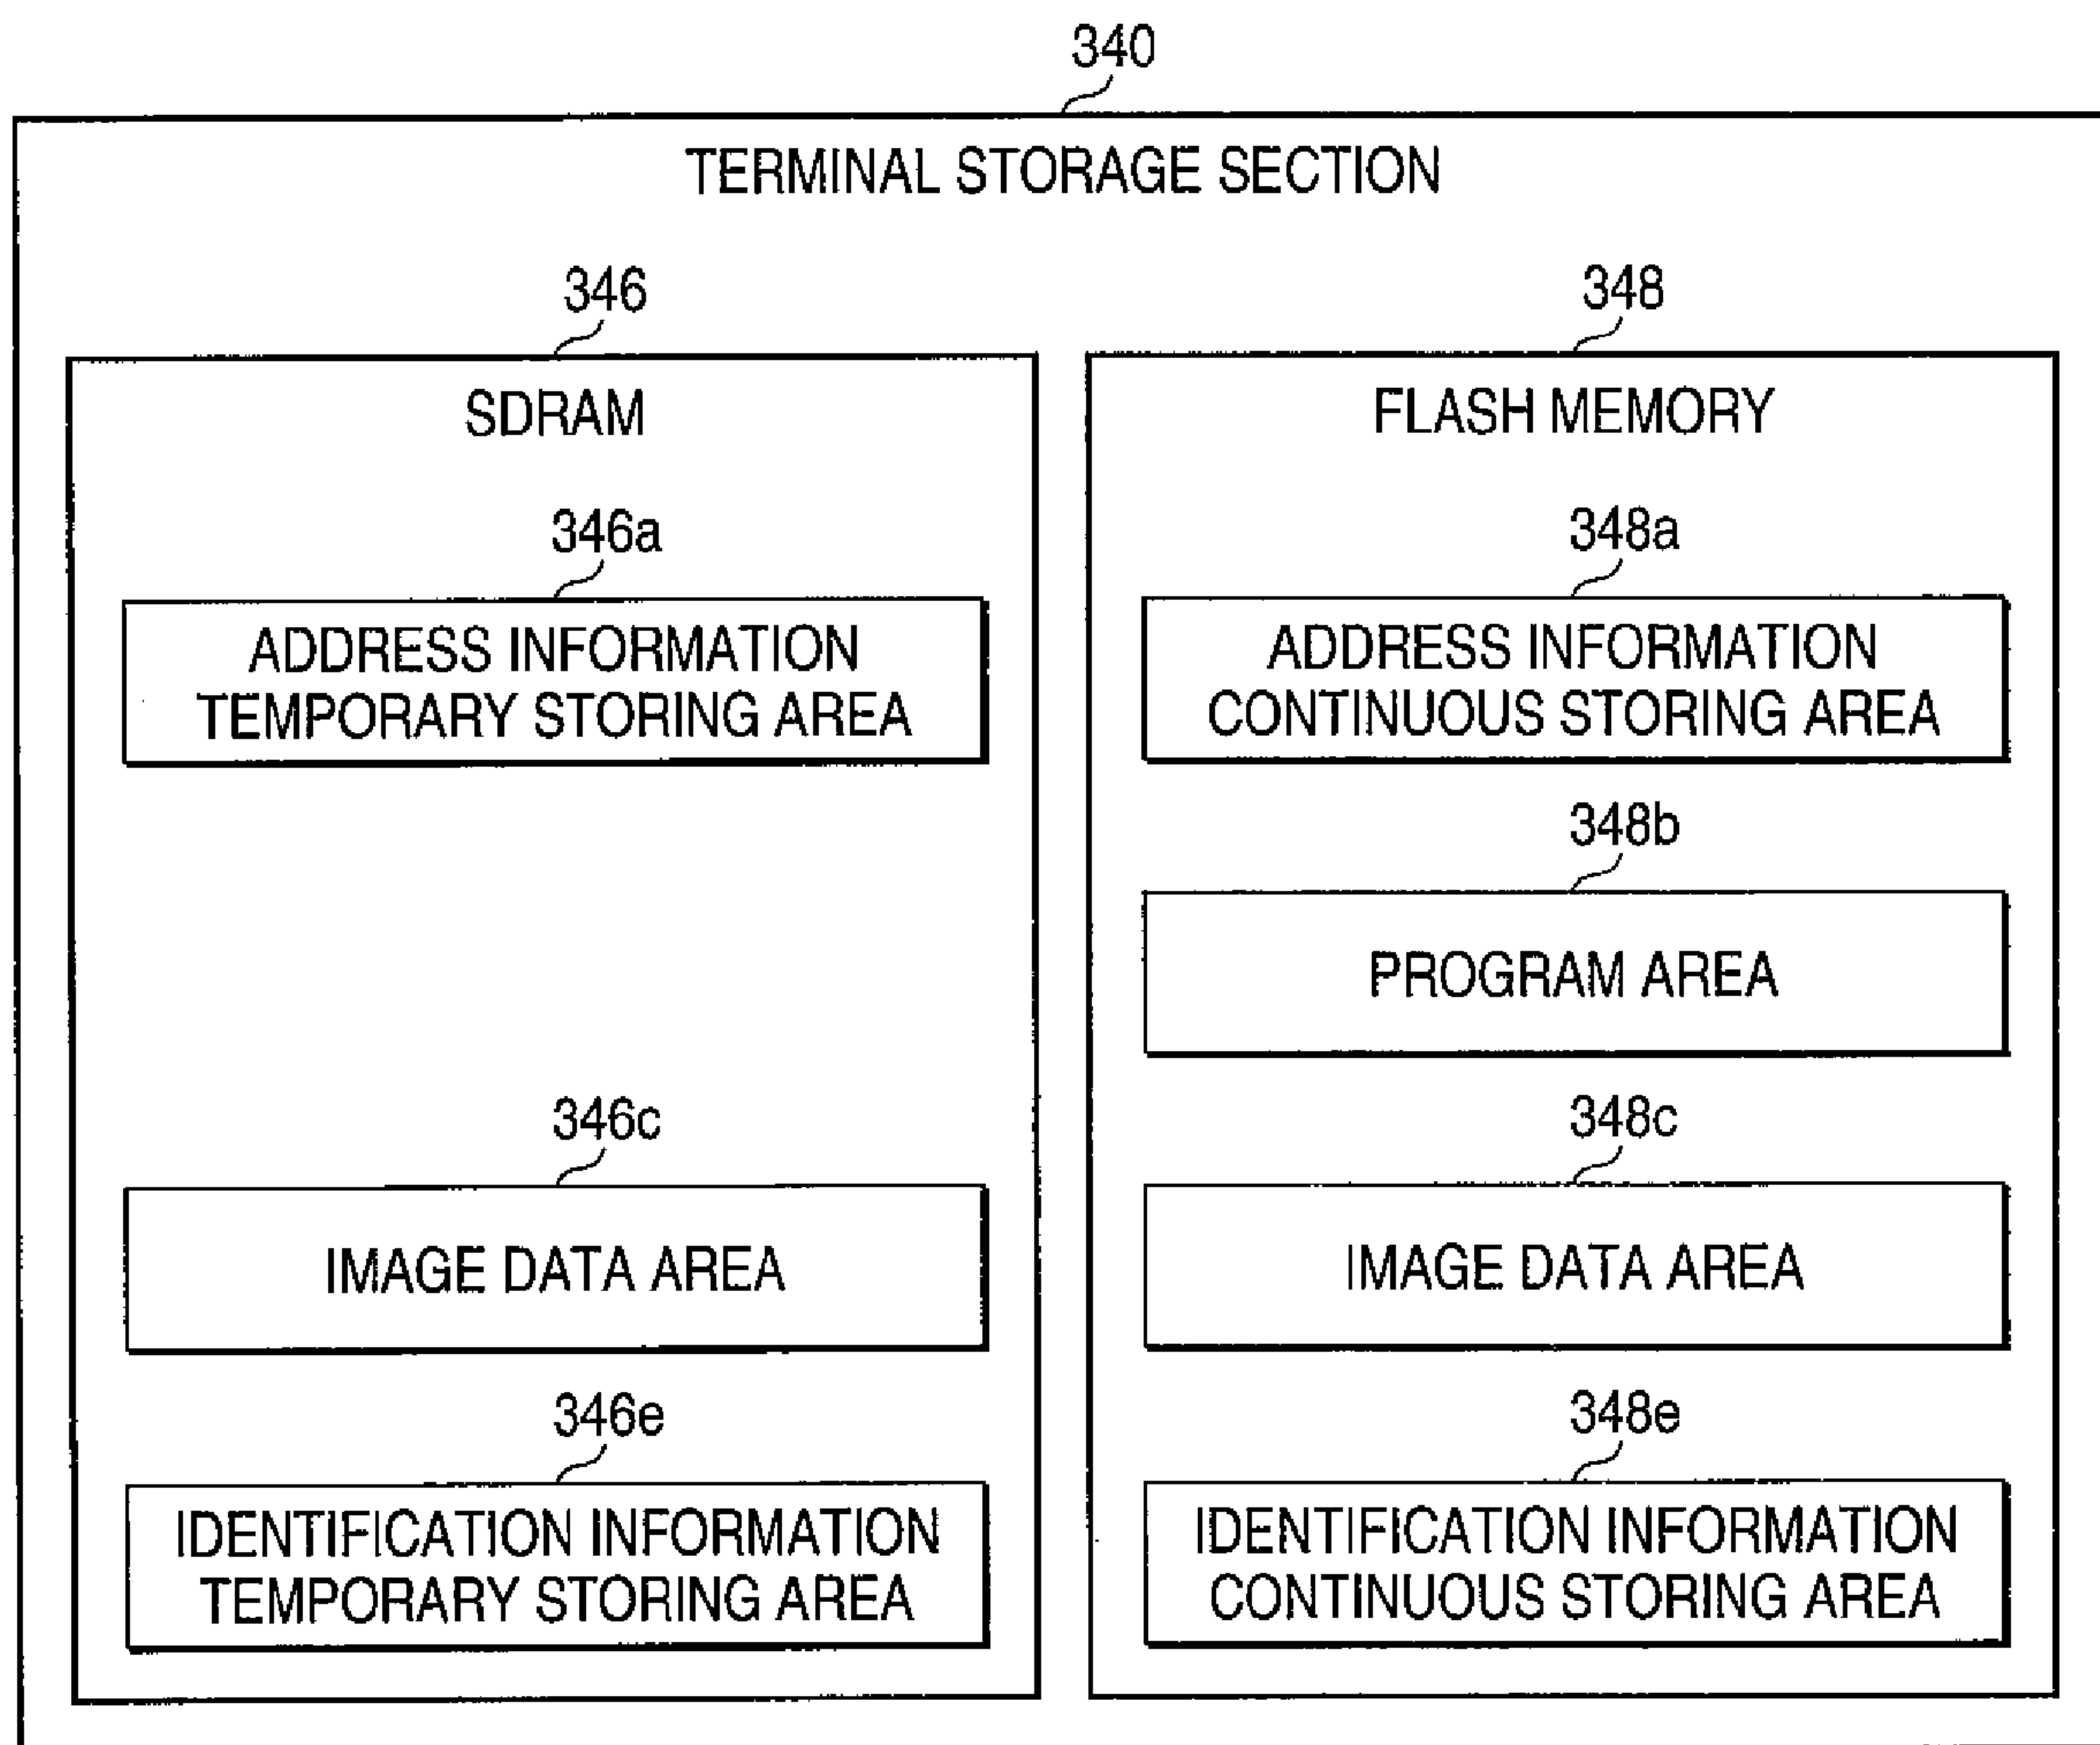 340
TERMINAL STORAGE SECTION
346
SDRAM
346a
ADDRESS INFORMATION
TEMPORARY STORING AREA
346c
IMAGE DATA AREA
346e
IDENTIFICATION INFORMATION
TEMPORARY STORING AREA
348
FLASH MEMORY
348a
ADDRESS INFORMATION
CONTINUOUS STORING AREA
348b
PROGRAM AREA
348c
IMAGE DATA AREA
348e
IDENTIFICATION INFORMATION
CONTINUOUS STORING AREA